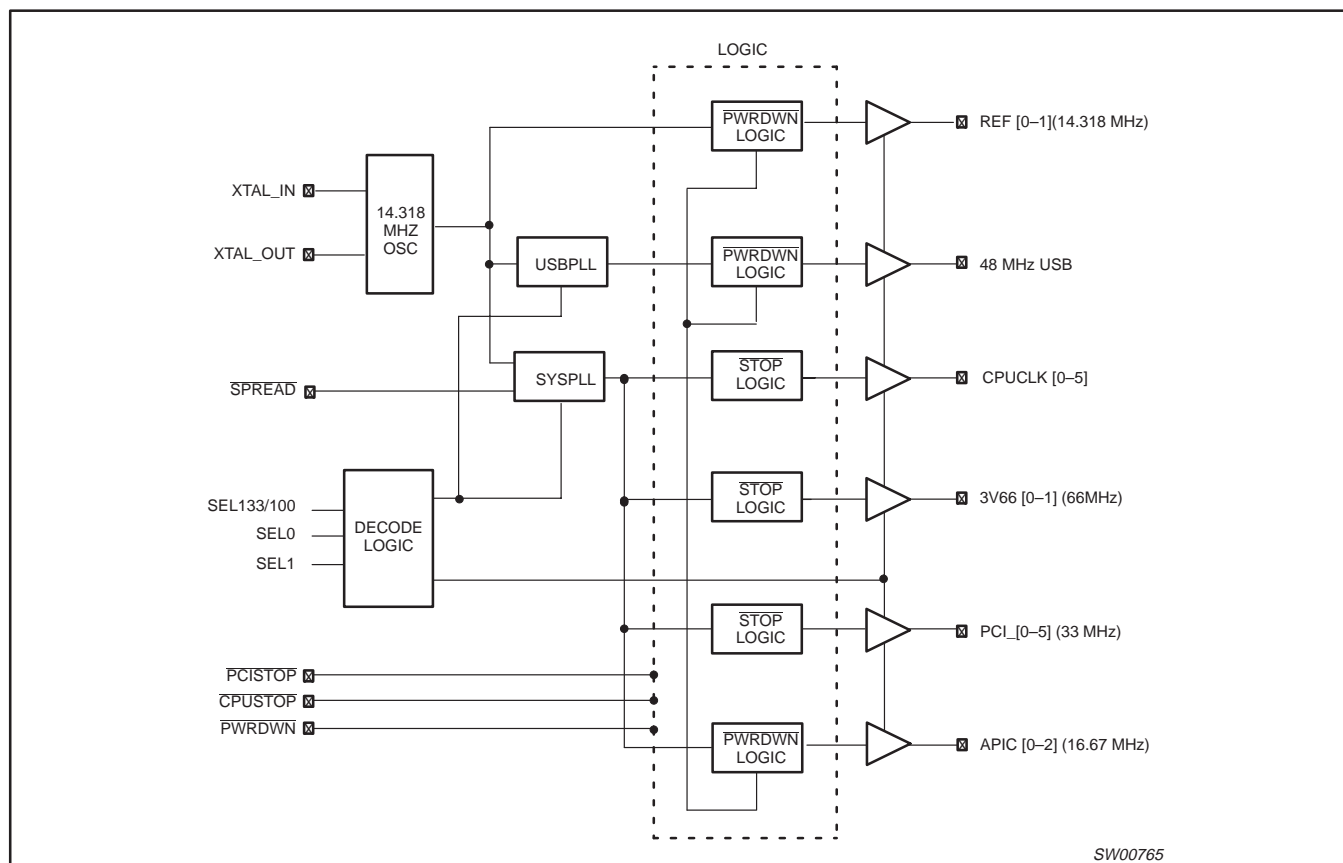 LOGIC
PWRDWN
LOGIC
REF [0–1](14.318 MHz)
XTAL_IN
14.318
MHZ
OSC
XTAL_OUT
USBPLL
PWRDWN
LOGIC
48 MHz USB
SPREAD
SYSPLL
STOP
LOGIC
CPUCLK [0–5]
SEL133/100
SEL0
SEL1
DECODE
LOGIC
STOP
LOGIC
3V66 [0–1] (66MHz)
STOP
LOGIC
PCI_[0–5] (33 MHz)
PCISTOP
CPUSTOP
PWRDWN
PWRDWN
LOGIC
APIC [0–2] (16.67 MHz)
SW00765